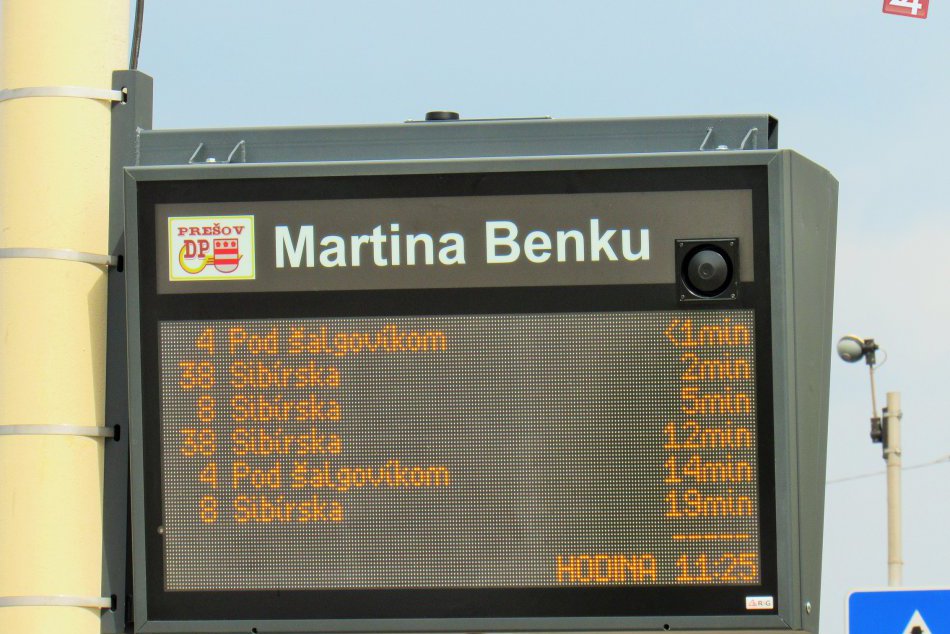 24
PREŠOV
DP
Martina Benku
4 Pod šalgovíkom <1min
38 Sibírska 2min
8 Sibírska 5min
38 Sibírska 12min
4 Pod šalgovíkom 14min
8 Sibírska 19min
-----
HODINA 11:25
R&G